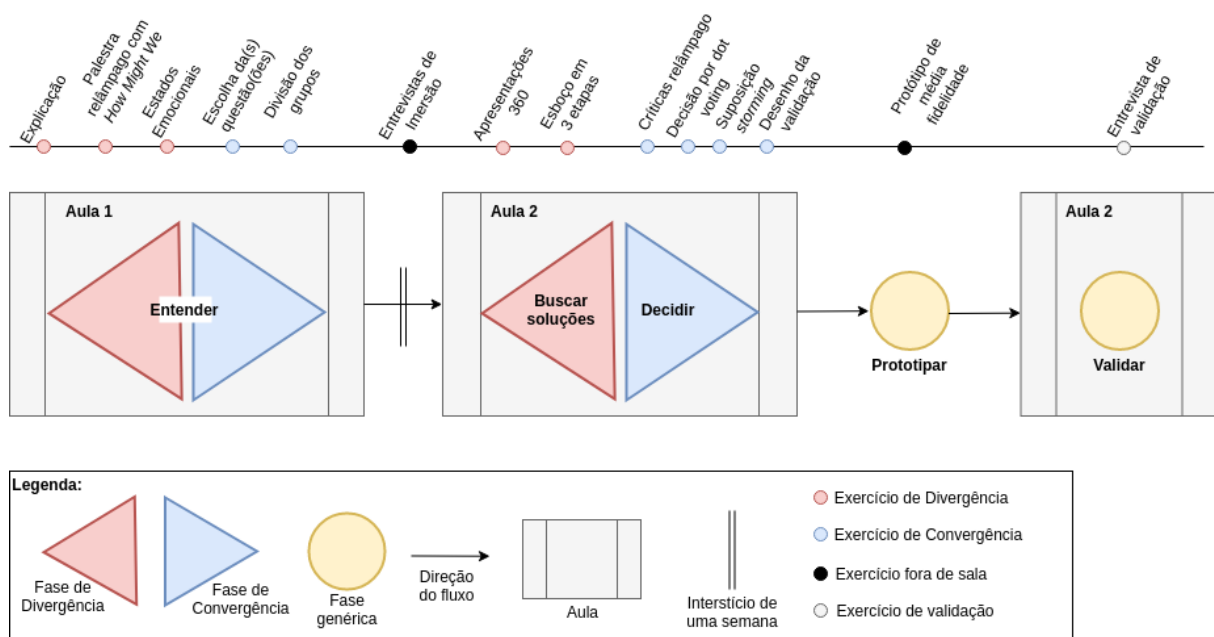 Explicação
Palestra
relâmpago com
How Might We
Estados
Emocionais
Escolha da(s)
questão(ões)
Divisão dos
grupos
Entrevistas de
Imersão
Apresentações
360
Esboço em
3 etapas
Críticas relâmpago
Decisão por dot
voting
Suposição
storming
Desenho da
validação
Protótipo de
média
fidelidade
Entrevista de
validação
Aula 1
Entender
Aula 2
Buscar
soluções
Decidir
Prototipar
Aula 2
Validar
Legenda:
Fase de
Divergência
Fase de
Convergência
Fase
genérica
Direção
do fluxo
Aula
Interstício de
uma semana
Exercício de Divergência
Exercício de Convergência
Exercício fora de sala
Exercício de validação